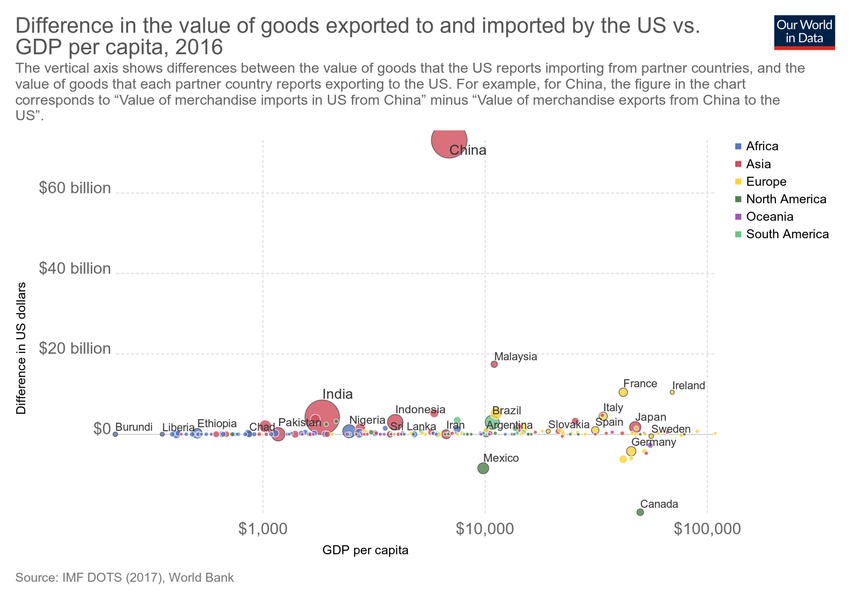 Difference in the value of goods exported to and imported by the US vs.
GDP per capita, 2016
Our World
in Data
The vertical axis shows differences between the value of goods that the US reports importing from partner countries, and the
value of goods that each partner country reports exporting to the US. For example, for China, the figure in the chart
corresponds to “Value of merchandise imports in US from China” minus “Value of merchandise exports from China to the
US”.
China
Africa
Asia
Europe
North America
Oceania
South America
$60 billion
$40 billion
$20 billion
$0
Difference in US dollars
Malaysia
France
Ireland
India
Indonesia
Brazil
Italy
Japan
Burundi
Liberia
Ethiopia
Chad
Pakistan
Nigeria
Sri Lanka
Iran
Argentina
Slovakia
Spain
Sweden
Germany
Mexico
Canada
$1,000
$10,000
$100,000
GDP per capita
Source: IMF DOTS (2017), World Bank